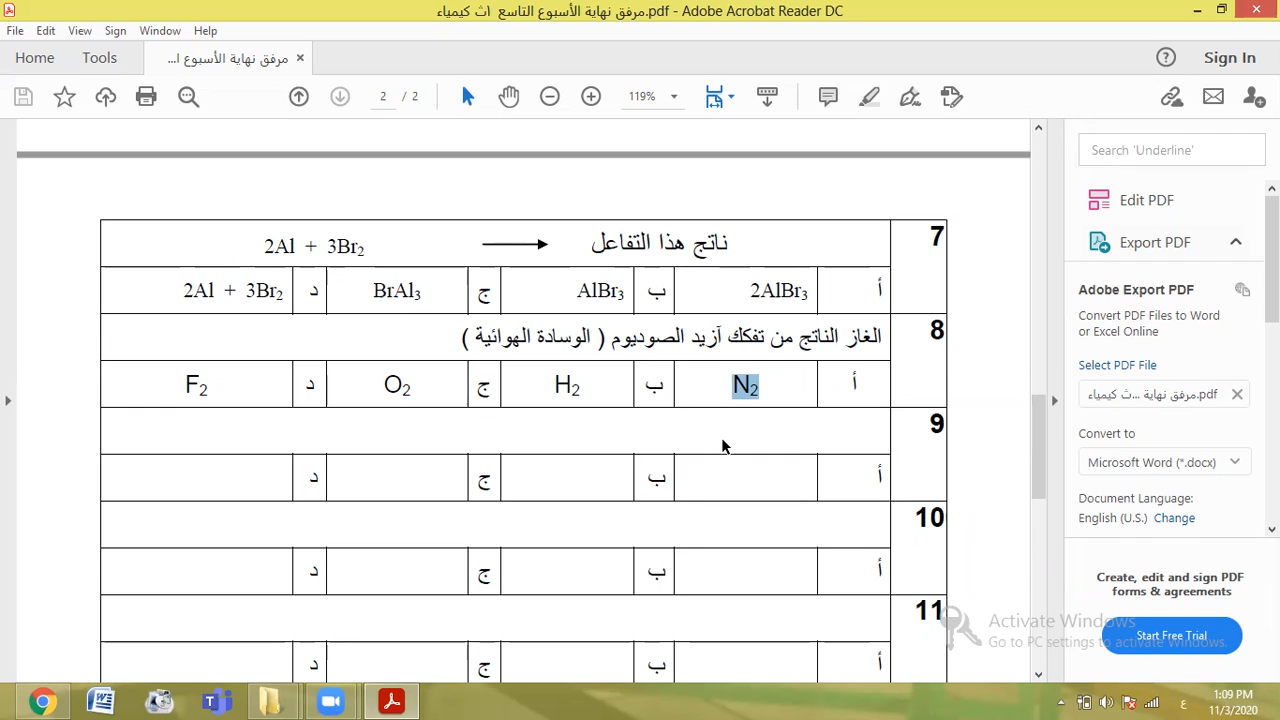 مرفق نهاية الأسبوع التاسع 1ث كيمياء.pdf - Adobe Acrobat Reader DC
File Edit View Sign Window Help
Home Tools مرفق نهاية الأسبوع ا... Sign In
2 / 2 119%
Search 'Underline'
Edit PDF
Export PDF
Adobe Export PDF
Convert PDF Files to Word
or Excel Online
Select PDF File
مرفق نهاية ...ث كيمياء.pdf
Convert to
Microsoft Word (*.docx)
Document Language:
English (U.S.) Change
Create, edit and sign PDF
forms & agreements
Start Free Trial
7 ناتج هذا التفاعل ⟶ 2Al + 3Br₂
أ 2AlBr₃ ب AlBr₃ ج BrAl₃ د 2Al + 3Br₂
8 الغاز الناتج من تفكك آزيد الصوديوم ( الوسادة الهوائية )
أ N₂ ب H₂ ج O₂ د F₂
9
أ ب ج د
10
أ ب ج د
11
أ ب ج د
Activate Windows
Go to PC settings to activate Windows.
ع 1:09 PM
11/3/2020